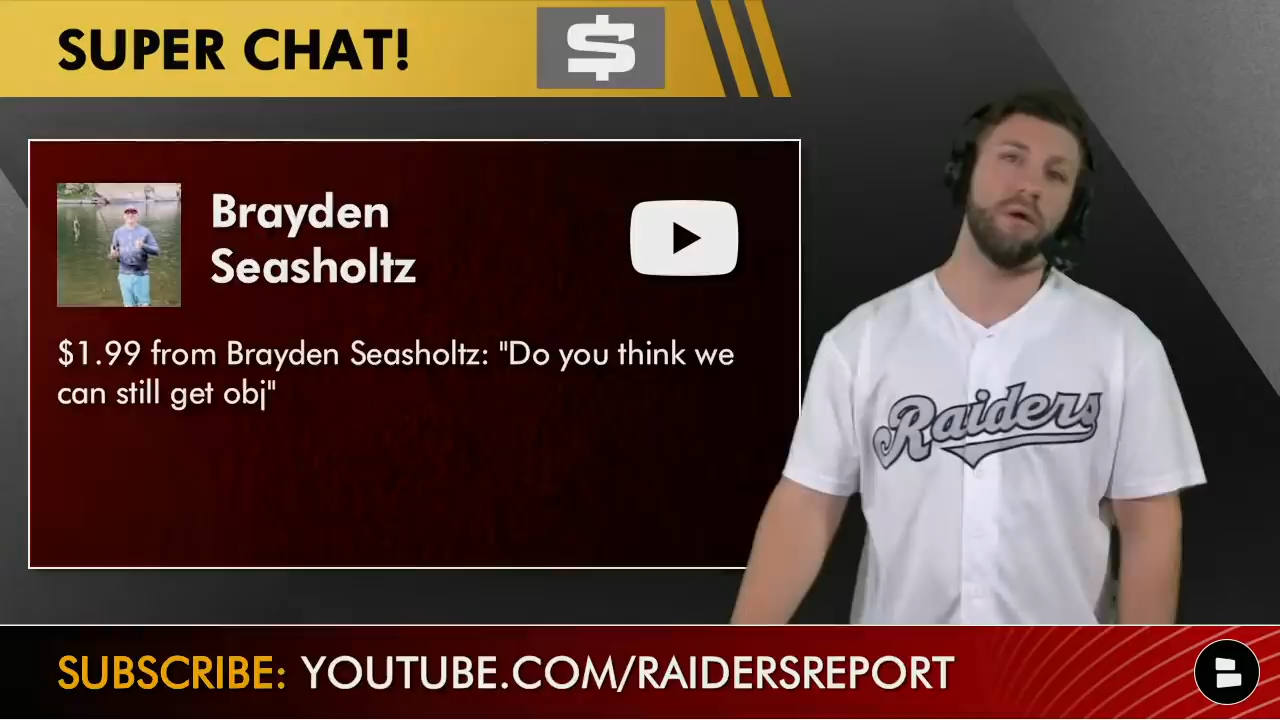 SUPER CHAT!
$
Brayden
Seasholtz
$1.99 from Brayden Seasholtz: "Do you think we
can still get obj"
Raiders
SUBSCRIBE: YOUTUBE.COM/RAIDERSREPORT